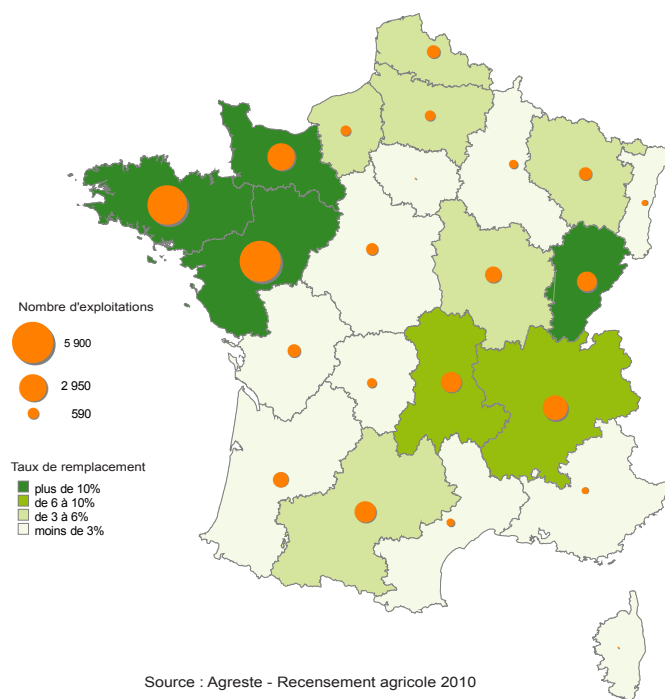 Nombre d'exploitations
5 900
2 950
590
Taux de remplacement
plus de 10%
de 6 à 10%
de 3 à 6%
moins de 3%
Source : Agreste - Recensement agricole 2010